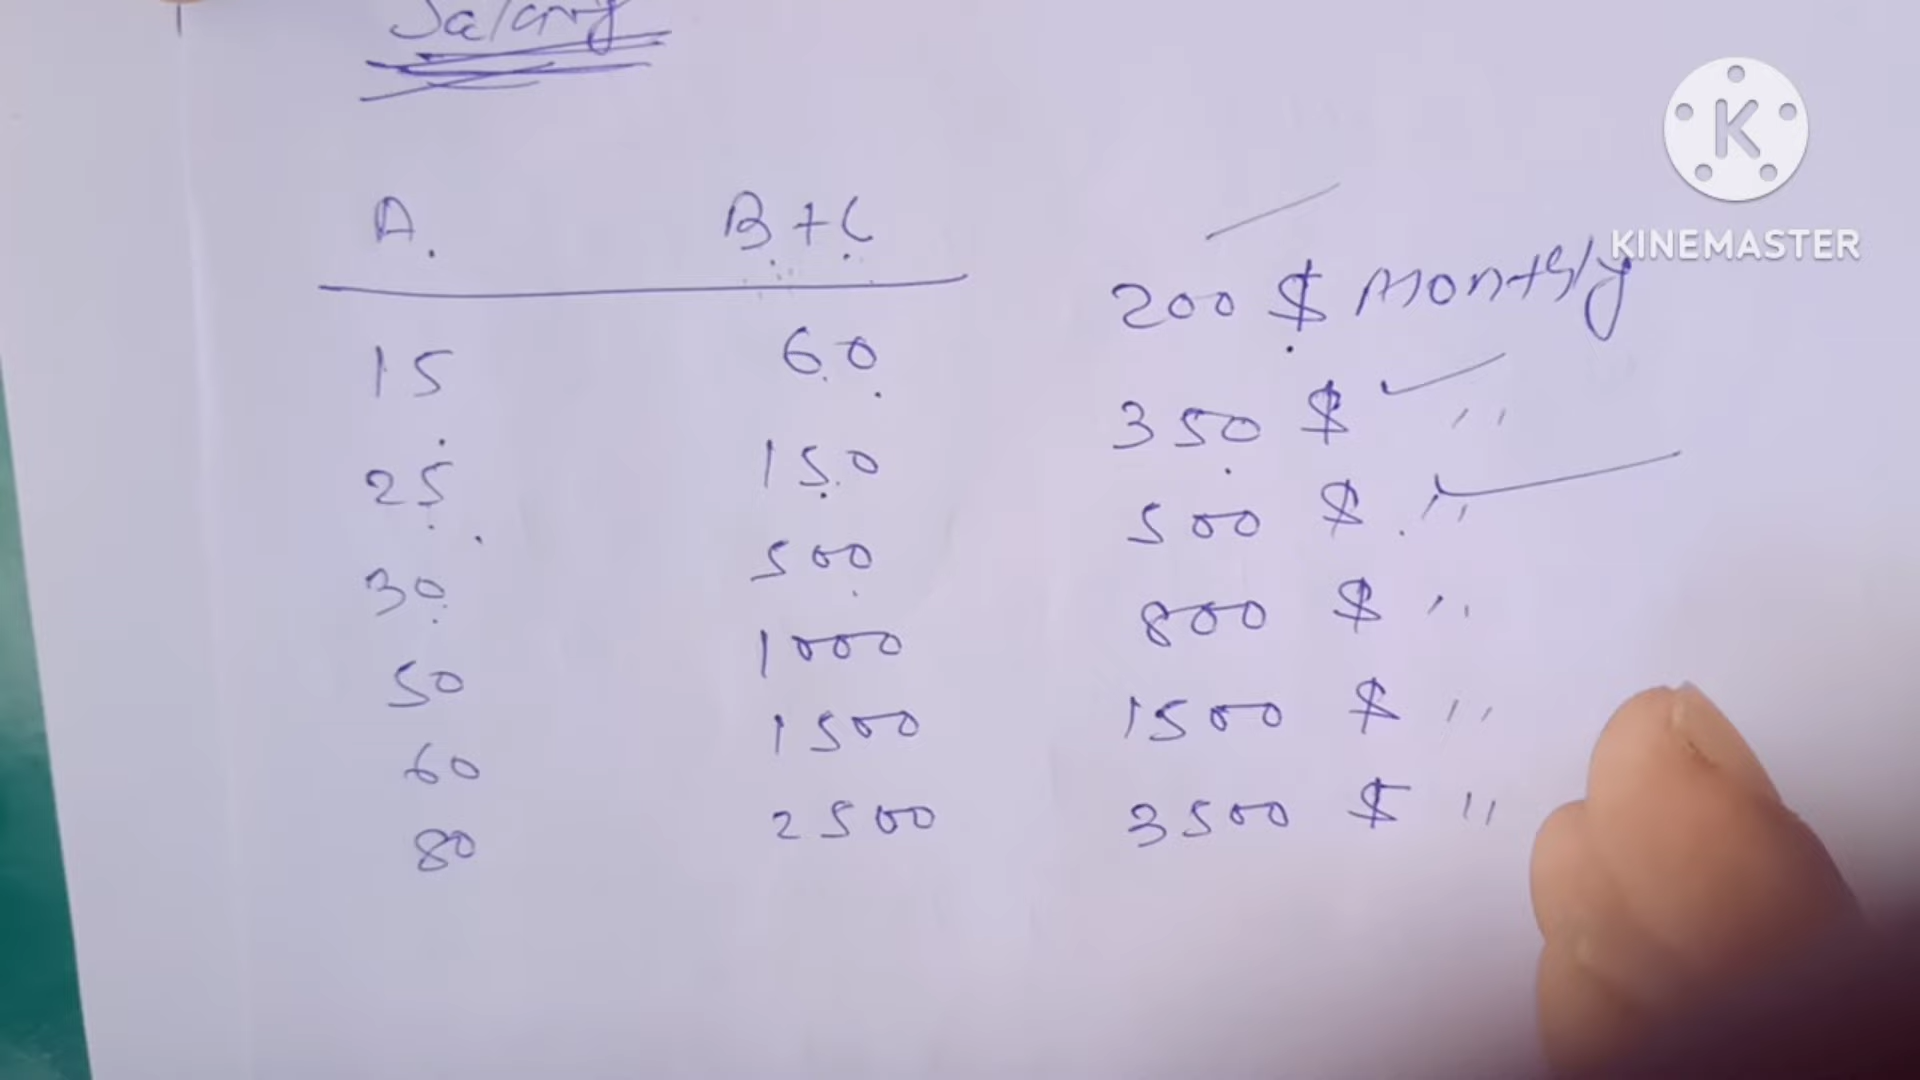 Salary
KINEMASTER
A. B+C
200 $ monthly
15 60
350 $ "
25 150
500 $ "
30 500
800 $ "
50 1000
1500 $ "
60 1500
3500 $ "
80 2500